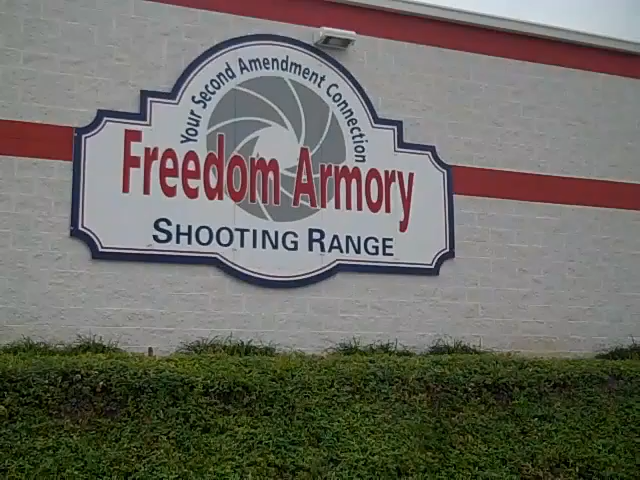 Your Second Amendment Connection
Freedom Armory
SHOOTING RANGE